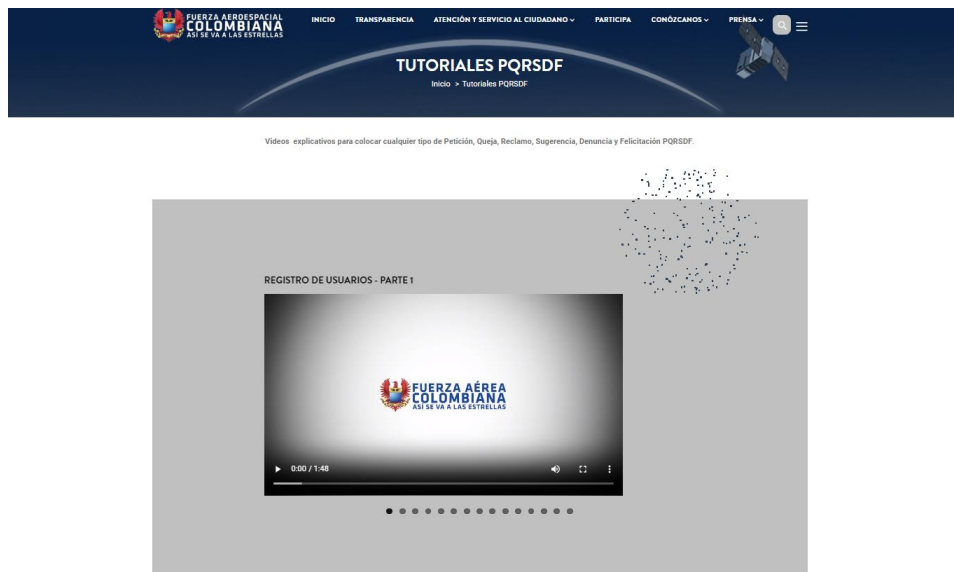 FUERZA AEROESPACIAL
COLOMBIANA
ASÍ SE VA A LAS ESTRELLAS
INICIO TRANSPARENCIA ATENCIÓN Y SERVICIO AL CIUDADANO PARTICIPA CONÓZCANOS PRENSA
TUTORIALES PQRSDF
Inicio > Tutoriales PQRSDF
Videos explicativos para colocar cualquier tipo de Petición, Queja, Reclamo, Sugerencia, Denuncia y Felicitación PQRSDF.
REGISTRO DE USUARIOS - PARTE 1
FUERZA AÉREA
COLOMBIANA
ASÍ SE VA A LAS ESTRELLAS
0:00 / 1:48